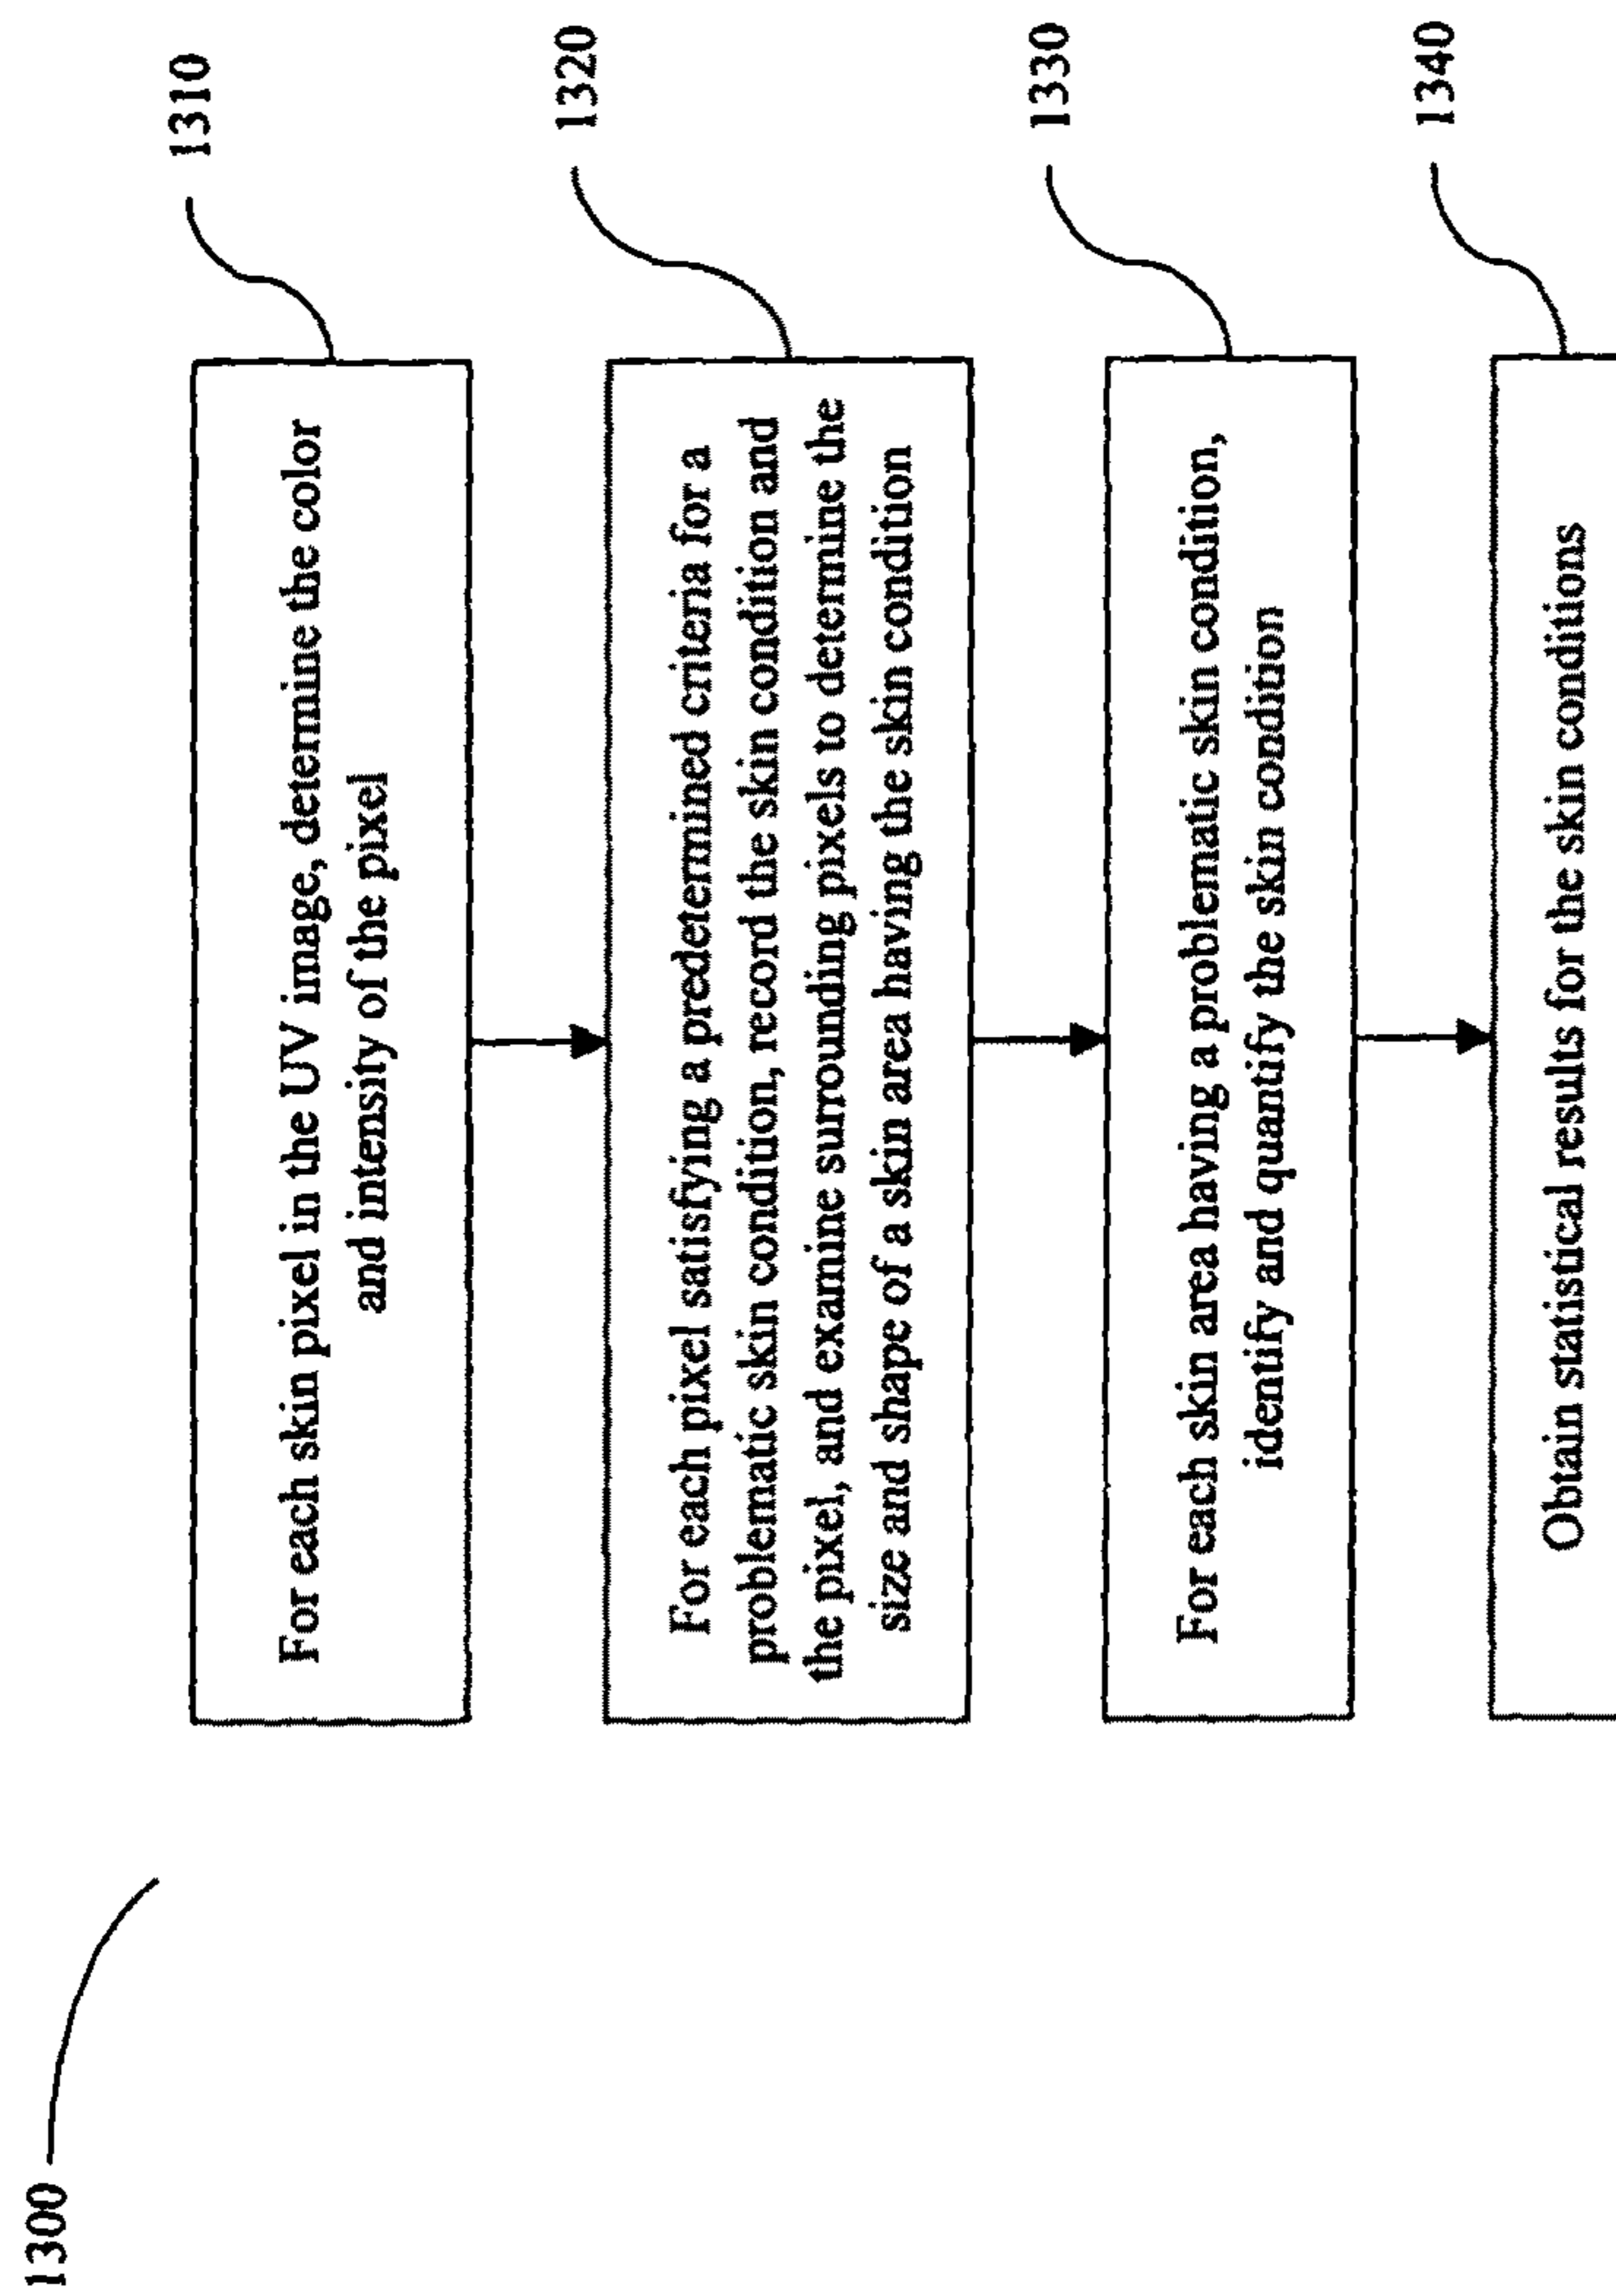 1300
1310
For each skin pixel in the UV image, determine the color
and intensity of the pixel
1320
For each pixel satisfying a predetermined criteria for a
problematic skin condition, record the skin condition and
the pixel, and examine surrounding pixels to determine the
size and shape of a skin area having the skin condition
1330
For each skin area having a problematic skin condition,
identify and quantify the skin condition
1340
Obtain statistical results for the skin conditions